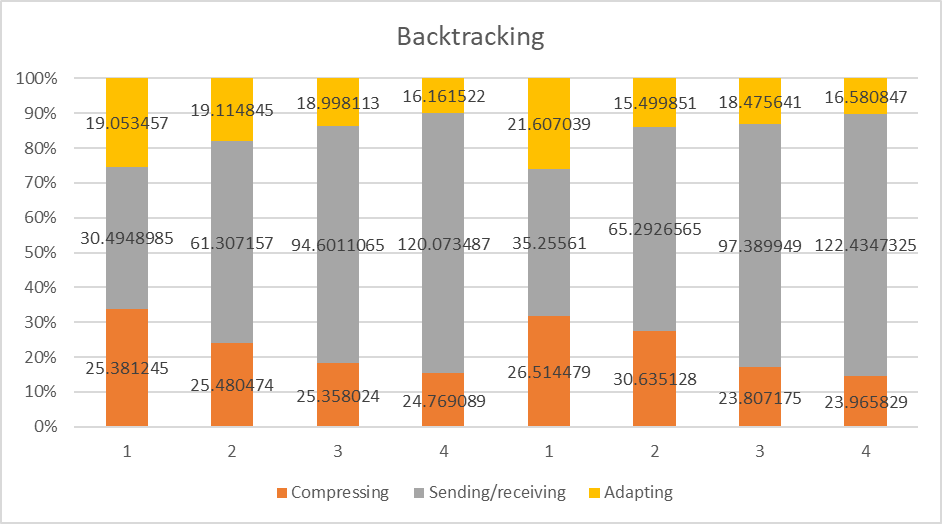 Backtracking
100%
90%
80%
70%
60%
50%
40%
30%
20%
10%
0%
19.053457 19.114845 18.998113 16.161522 21.607039 15.499851 18.475641 16.580847
30.4948985 61.307157 94.6011065 120.073487 35.25561 65.2926565 97.389949 122.4347325
25.381245 25.480474 25.358024 24.769089 26.514479 30.635128 23.807175 23.965829
1 2 3 4 1 2 3 4
Compressing Sending/receiving Adapting